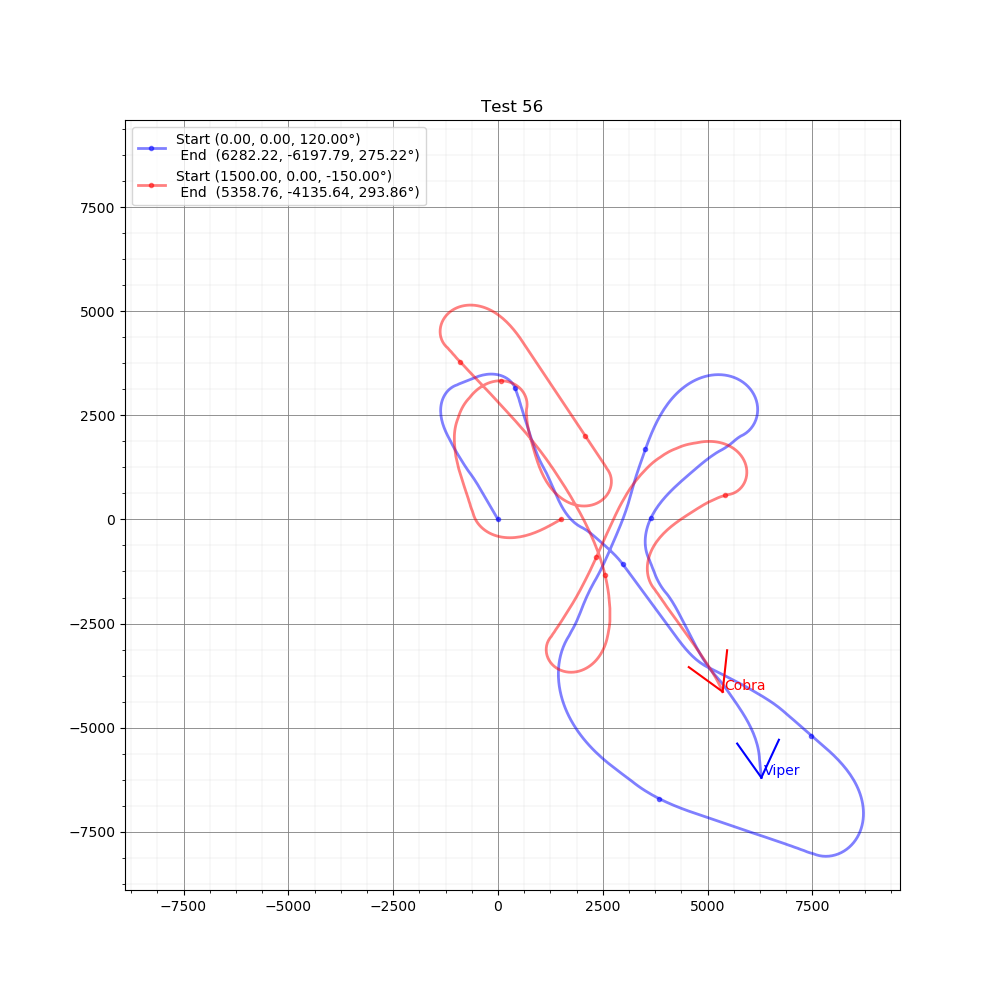 Test 56
Start (0.00, 0.00, 120.00°)
End (6282.22, -6197.79, 275.22°)
Start (1500.00, 0.00, -150.00°)
End (5358.76, -4135.64, 293.86°)
7500
5000
2500
0
−2500
−5000
−7500
Cobra
Viper
−7500 −5000 −2500 0 2500 5000 7500